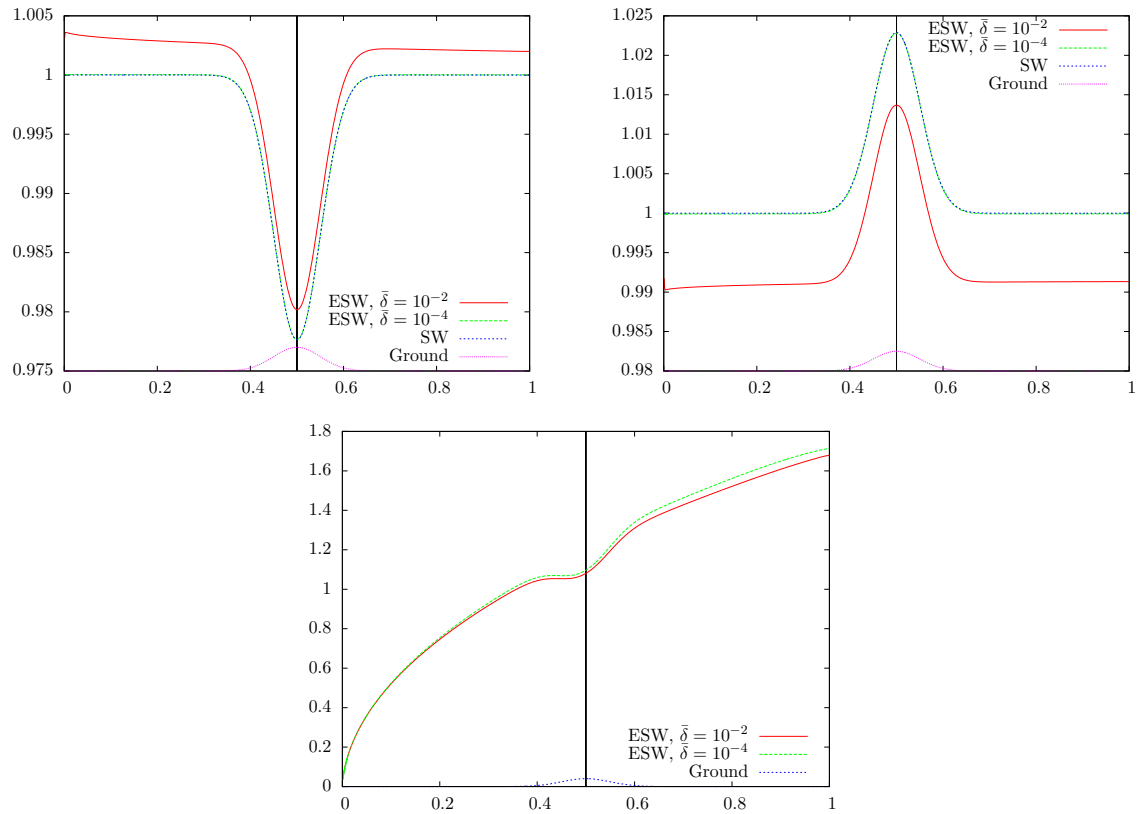 1.005
1
0.995
0.99
0.985
0.98
0.975
0 0.2 0.4 0.6 0.8 1
ESW, δ̄ = 10⁻²
ESW, δ̄ = 10⁻⁴
SW
Ground
1.025
1.02
1.015
1.01
1.005
1
0.995
0.99
0.985
0.98
0 0.2 0.4 0.6 0.8 1
ESW, δ̄ = 10⁻²
ESW, δ̄ = 10⁻⁴
SW
Ground
1.8
1.6
1.4
1.2
1
0.8
0.6
0.4
0.2
0
0 0.2 0.4 0.6 0.8 1
ESW, δ̄ = 10⁻²
ESW, δ̄ = 10⁻⁴
Ground